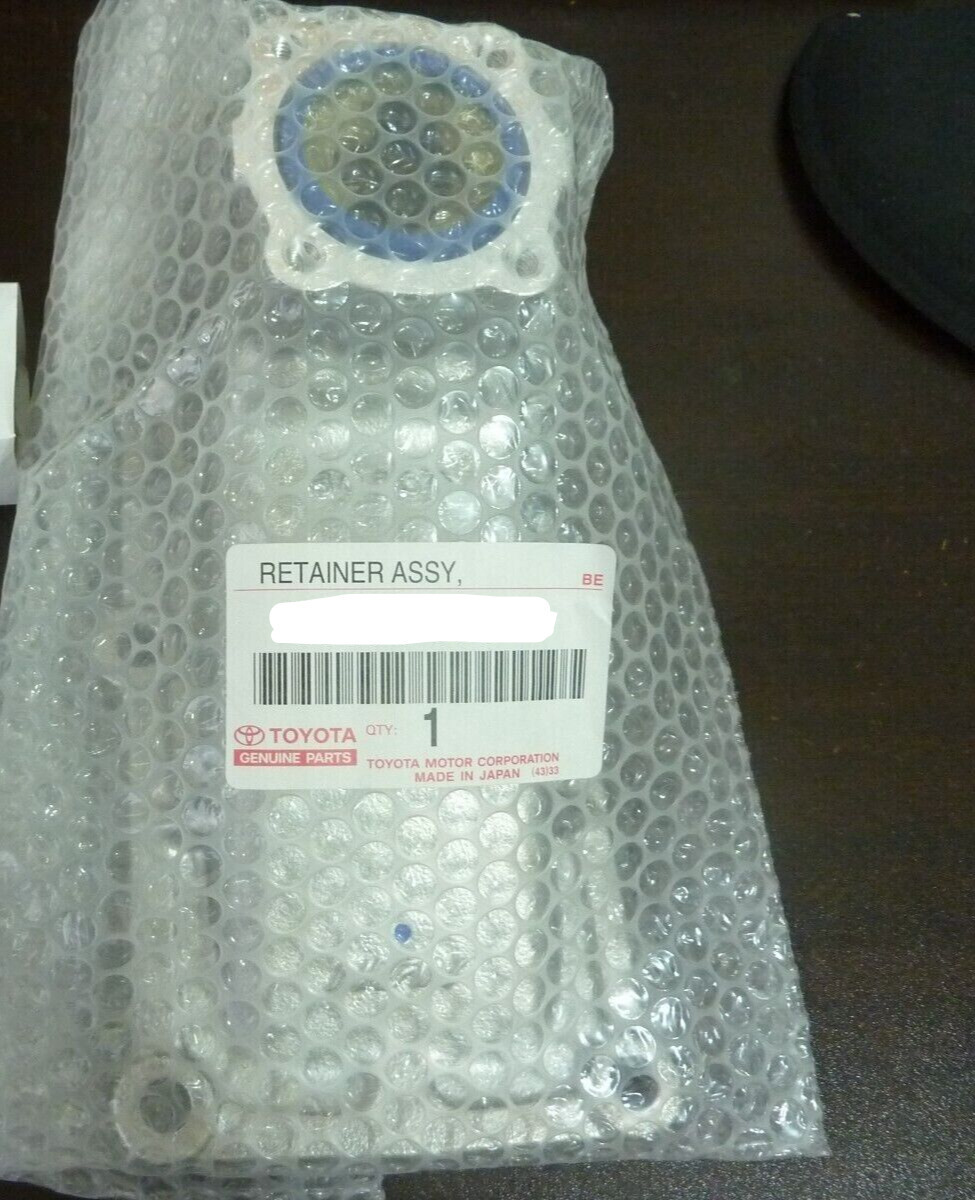 RETAINER ASSY,
BE
TOYOTA QTY: 1
GENUINE PARTS
TOYOTA MOTOR CORPORATION
MADE IN JAPAN (43)33